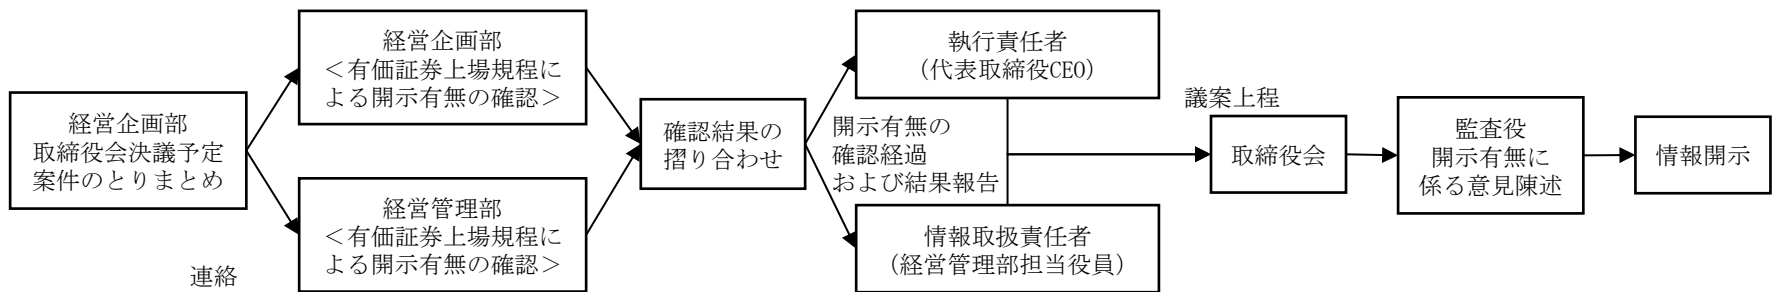 経営企画部
取締役会決議予定
案件のとりまとめ
連絡
経営企画部
＜有価証券上場規程に
よる開示有無の確認＞
経営管理部
＜有価証券上場規程に
よる開示有無の確認＞
確認結果の
摺り合わせ
執行責任者
（代表取締役CEO）
開示有無の
確認経過
および結果報告
情報取扱責任者
（経営管理部担当役員）
議案上程
取締役会
監査役
開示有無に
係る意見陳述
情報開示